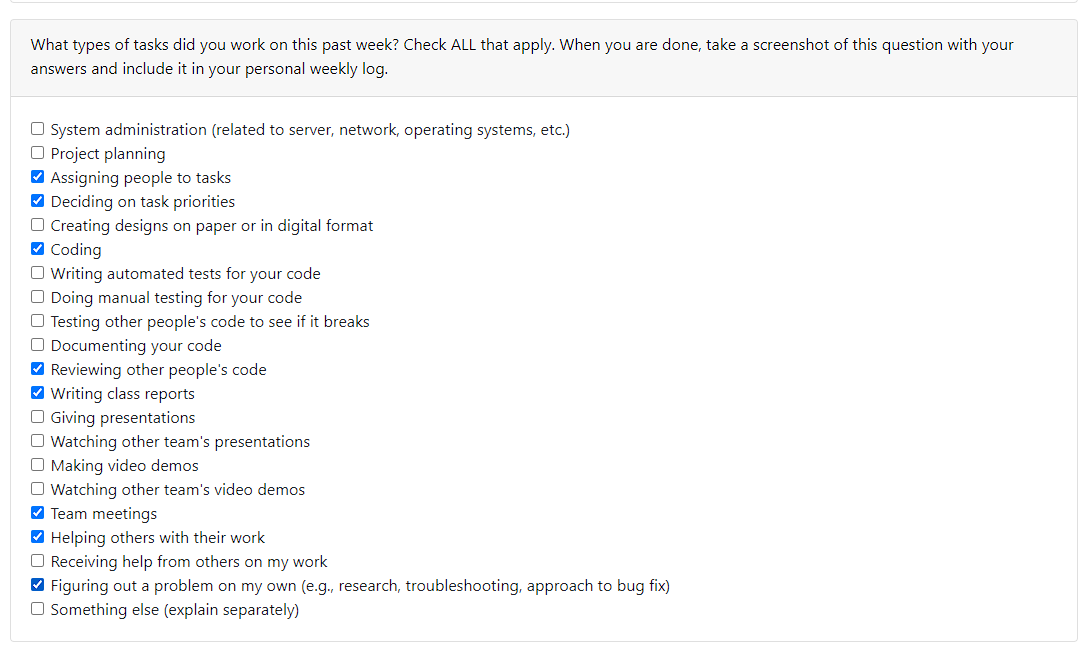 What types of tasks did you work on this past week? Check ALL that apply. When you are done, take a screenshot of this question with your
answers and include it in your personal weekly log.
System administration (related to server, network, operating systems, etc.)
Project planning
Assigning people to tasks
Deciding on task priorities
Creating designs on paper or in digital format
Coding
Writing automated tests for your code
Doing manual testing for your code
Testing other people's code to see if it breaks
Documenting your code
Reviewing other people's code
Writing class reports
Giving presentations
Watching other team's presentations
Making video demos
Watching other team's video demos
Team meetings
Helping others with their work
Receiving help from others on my work
Figuring out a problem on my own (e.g., research, troubleshooting, approach to bug fix)
Something else (explain separately)